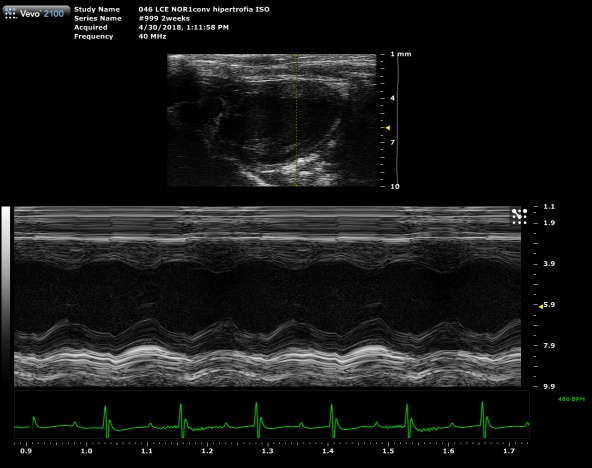 Vevo 2100
Study Name 046 LCE NOR1conv hipertrofia ISO
Series Name #999 2weeks
Acquired 4/30/2018, 1:11:58 PM
Frequency 40 MHz
1 mm
4
7
10
1.1
1.9
3.9
5.9
7.9
9.9
480 BPM
0.9 1.0 1.1 1.2 1.3 1.4 1.5 1.6 1.7